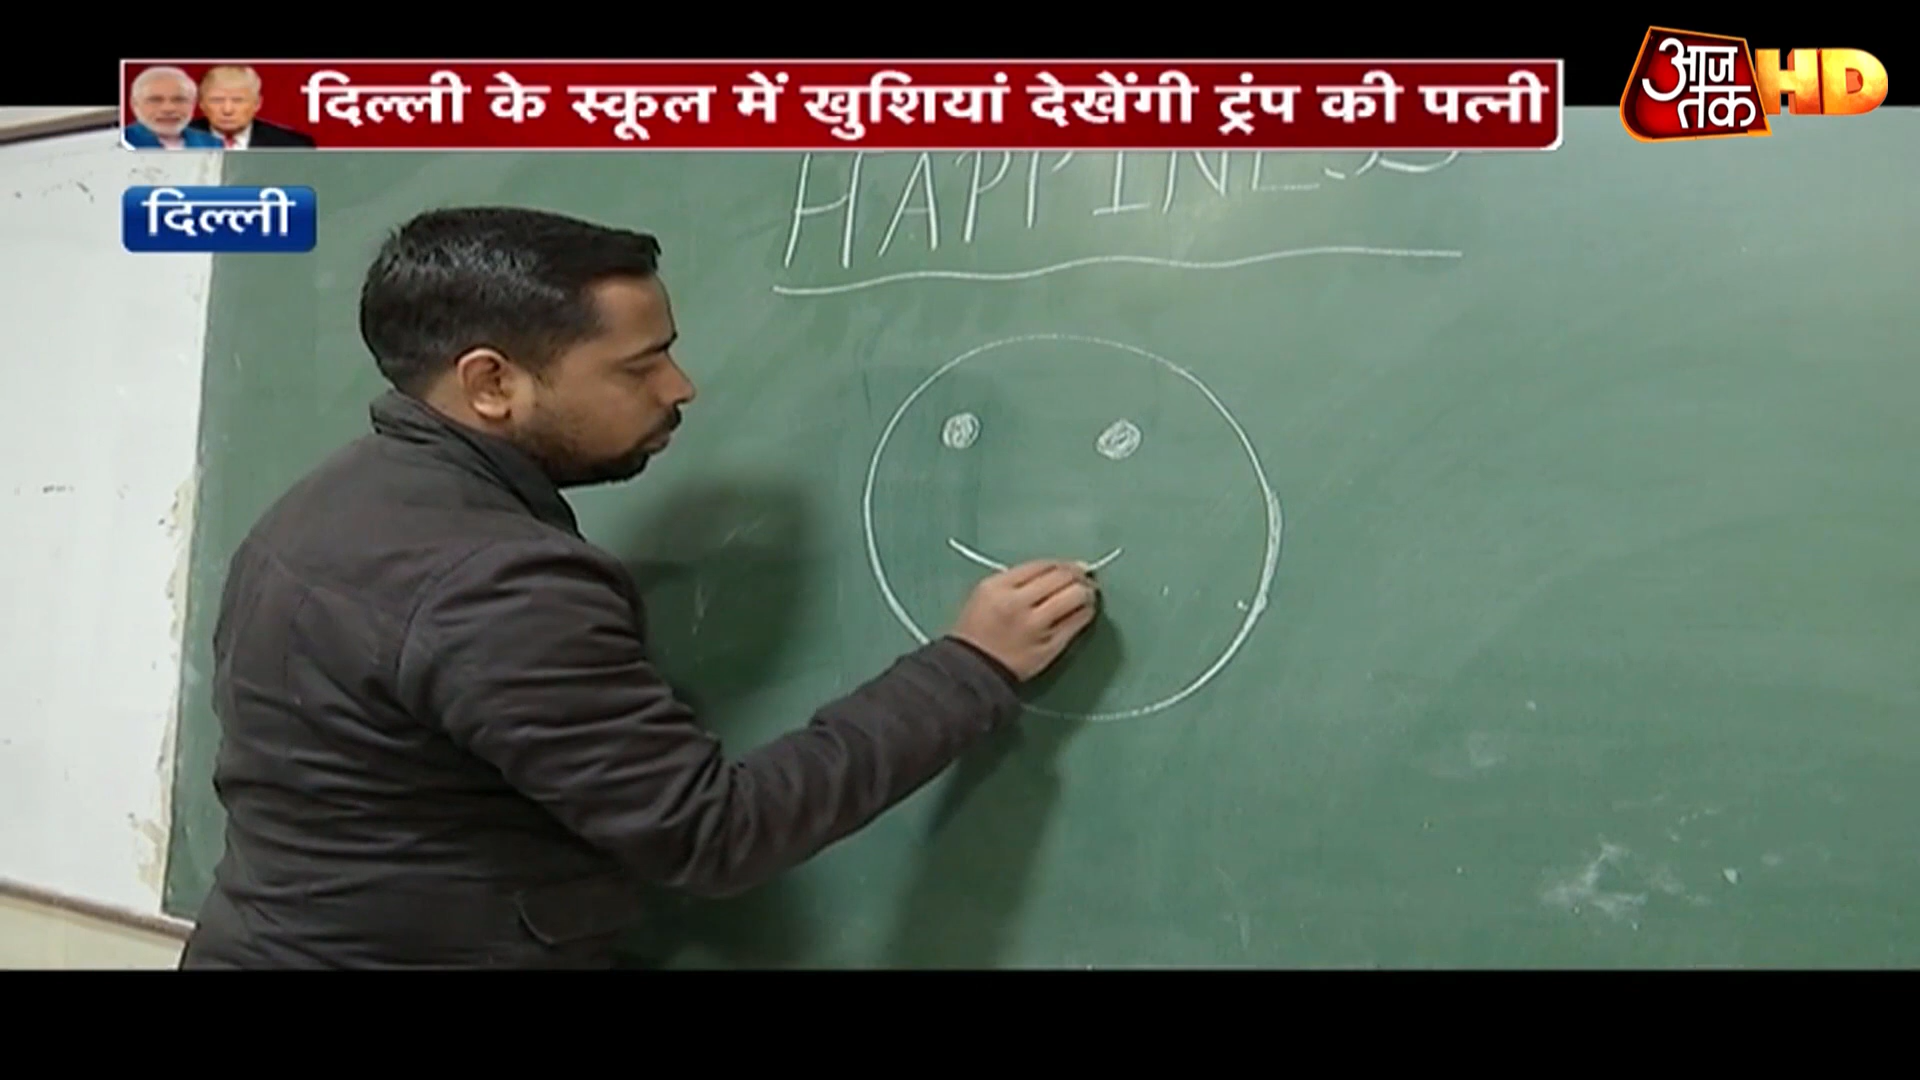 दिल्ली के स्कूल में खुशियां देखेंगी ट्रंप की पत्नी
आज
तक HD
दिल्ली
HAPPINESS